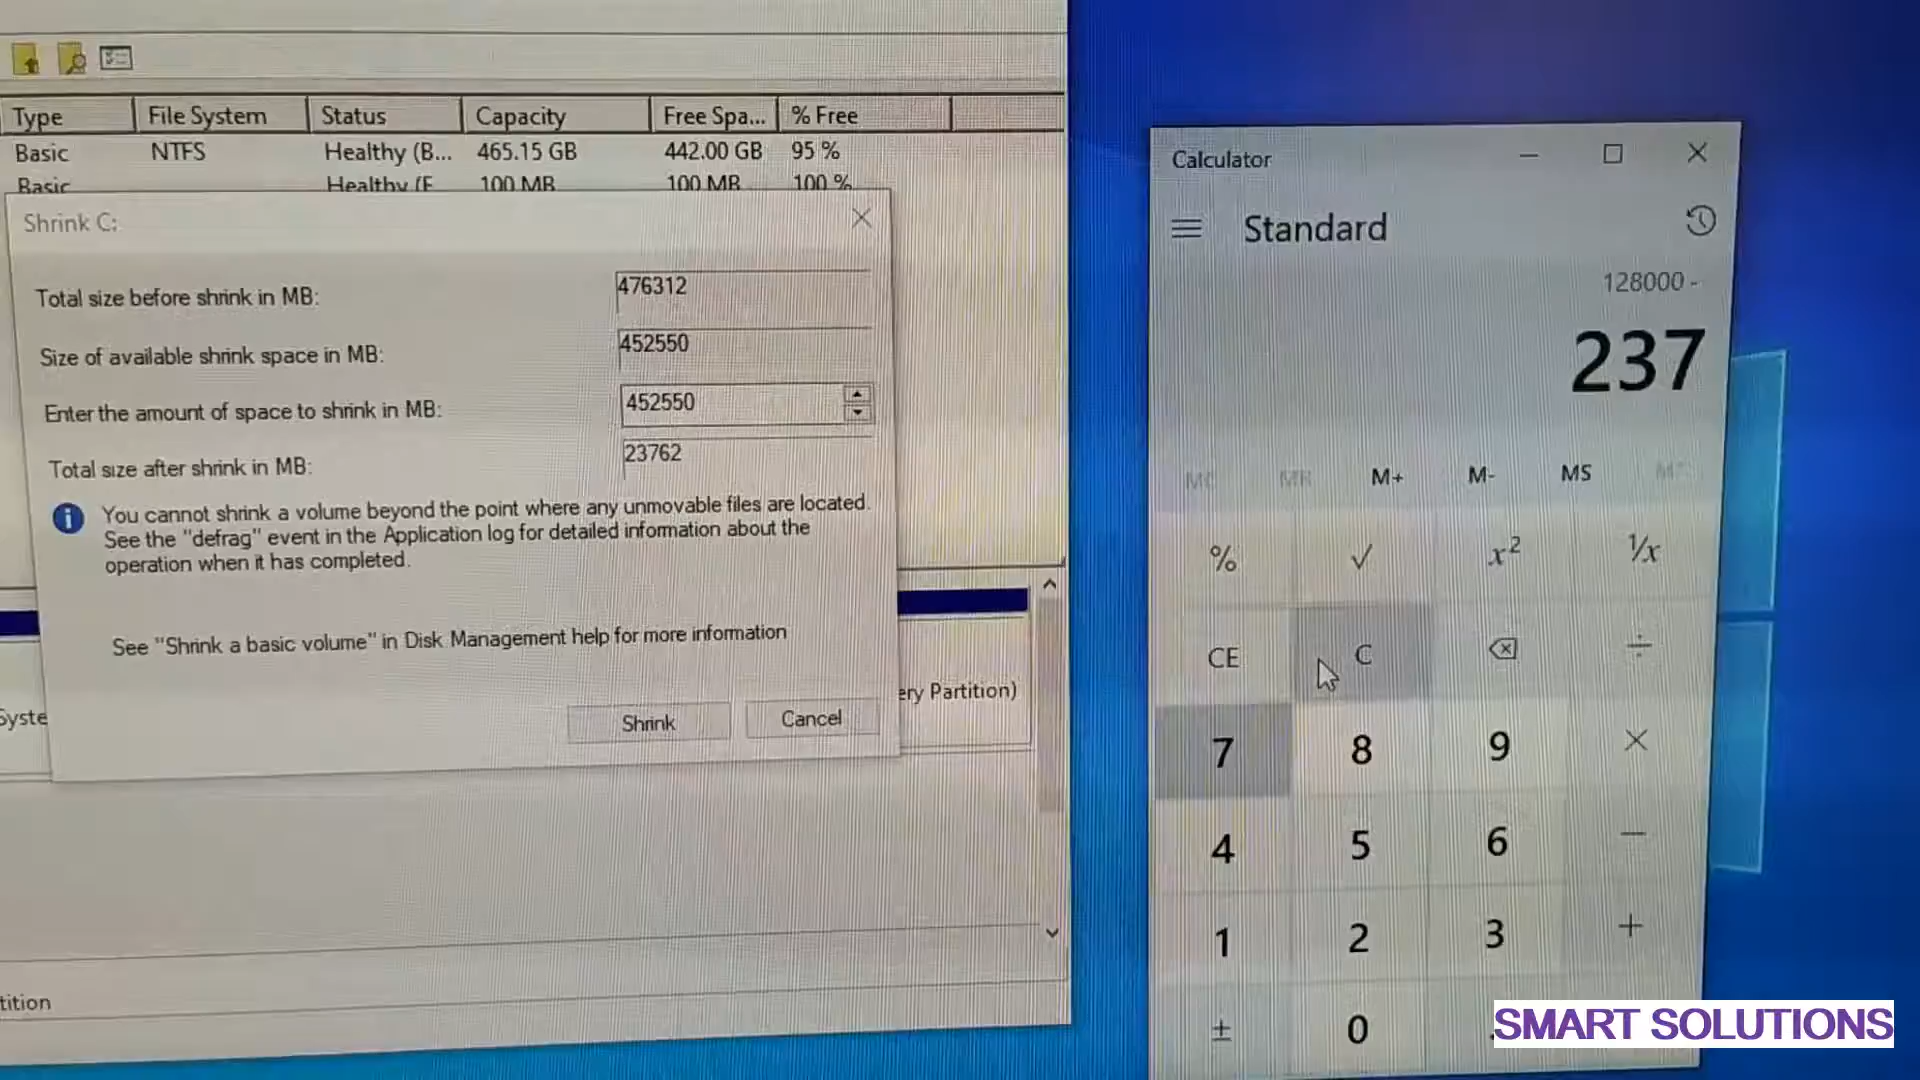 Type File System Status Capacity Free Spa... % Free
Basic NTFS Healthy (B... 465.15 GB 442.00 GB 95 %
Basic Healthy (E 100 MB 100 MB 100 %
Shrink C:
Total size before shrink in MB: 476312
Size of available shrink space in MB: 452550
Enter the amount of space to shrink in MB: 452550
Total size after shrink in MB: 23762
You cannot shrink a volume beyond the point where any unmovable files are located.
See the "defrag" event in the Application log for detailed information about the
operation when it has completed.
See "Shrink a basic volume" in Disk Management help for more information
ery Partition)
Syste
Shrink Cancel
tition
Calculator
Standard
128000 -
237
MC MR M+ M- MS
% √ x² ¹/x
CE C ÷
7 8 9 ×
4 5 6 −
1 2 3 +
± 0 .
SMART SOLUTIONS